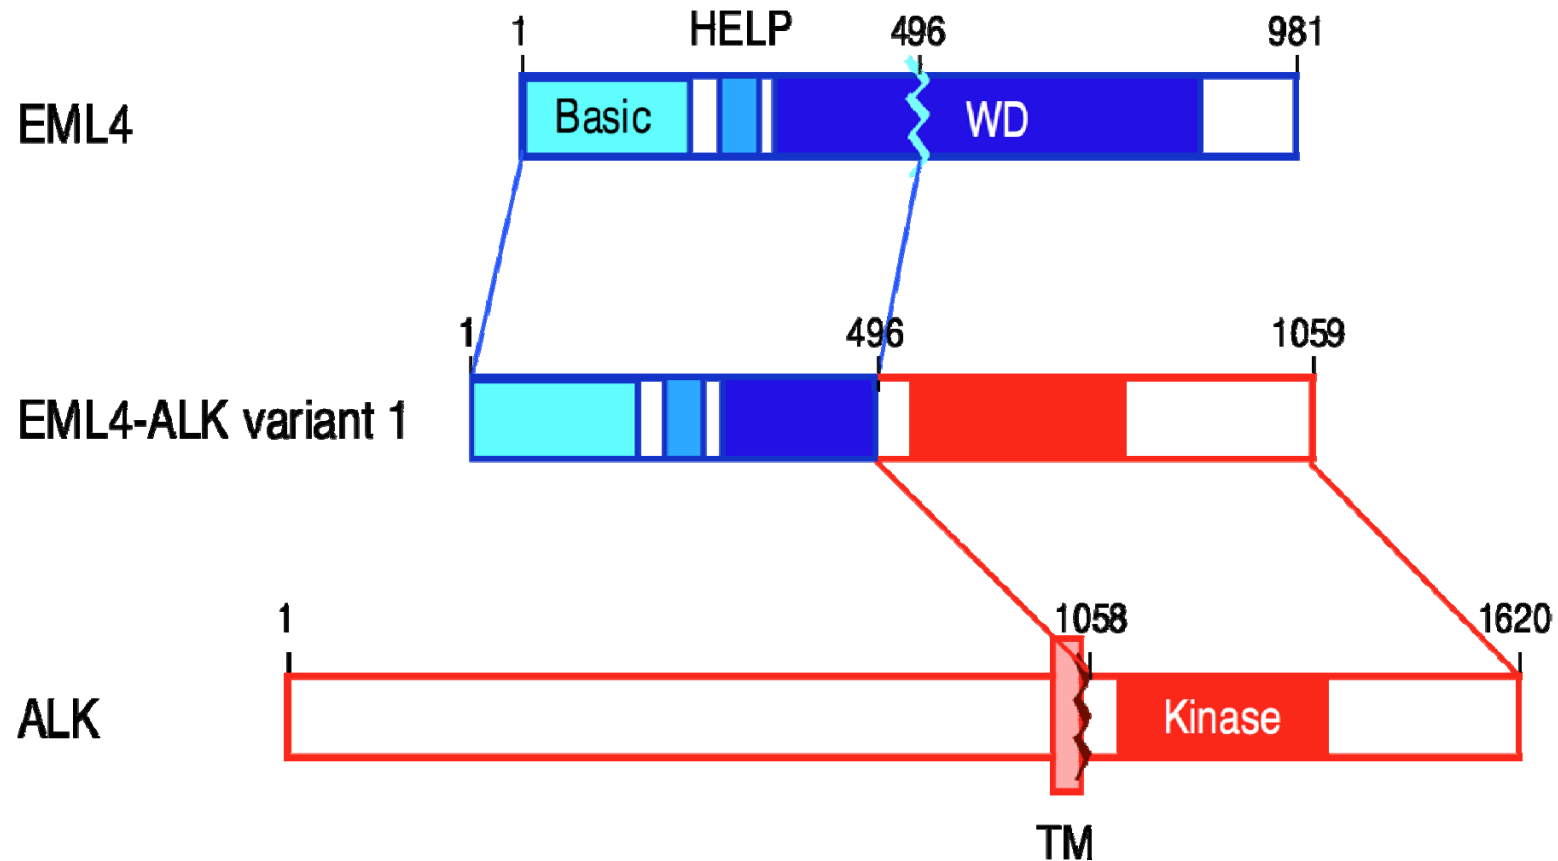 1 HELP 496 981
EML4 Basic WD
1 496 1059
EML4-ALK variant 1
1 1058 1620
ALK Kinase
TM